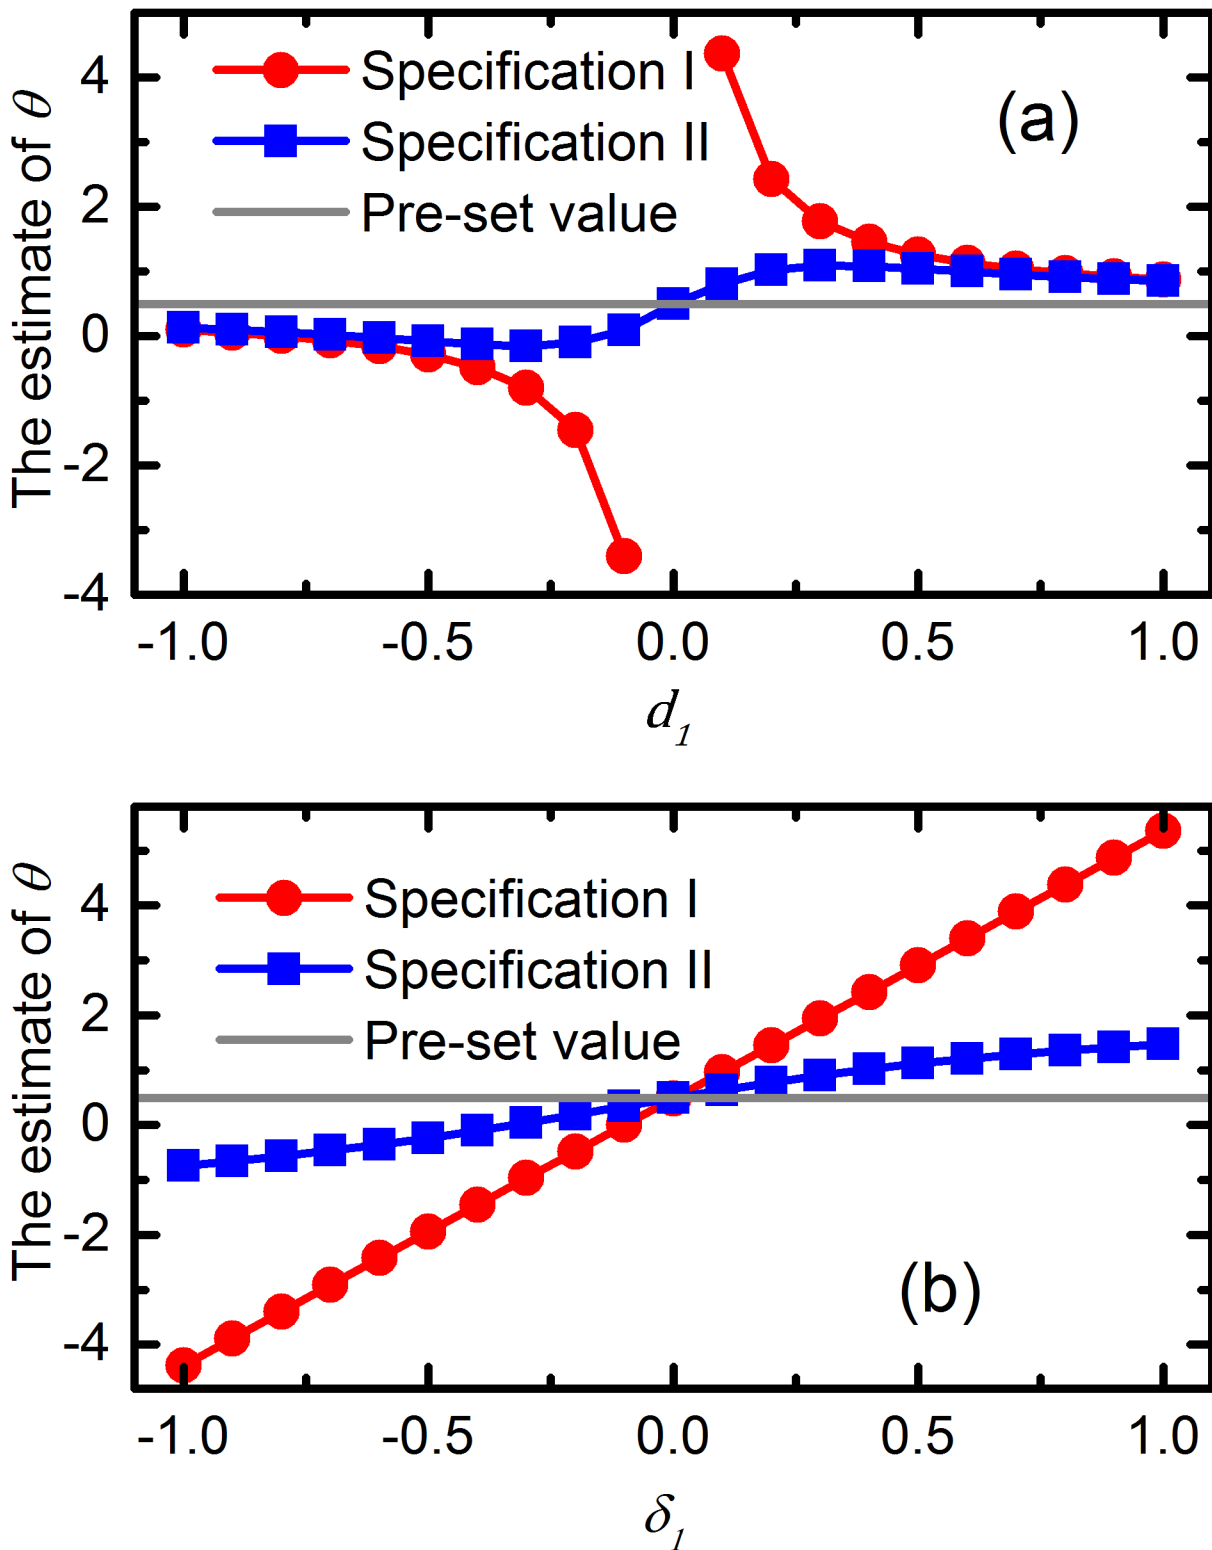 The estimate of θ
4
2
0
-2
-4
Specification I
Specification II
Pre-set value
(a)
-1.0 -0.5 0.0 0.5 1.0
d₁
The estimate of θ
4
2
0
-2
-4
Specification I
Specification II
Pre-set value
(b)
-1.0 -0.5 0.0 0.5 1.0
δ₁